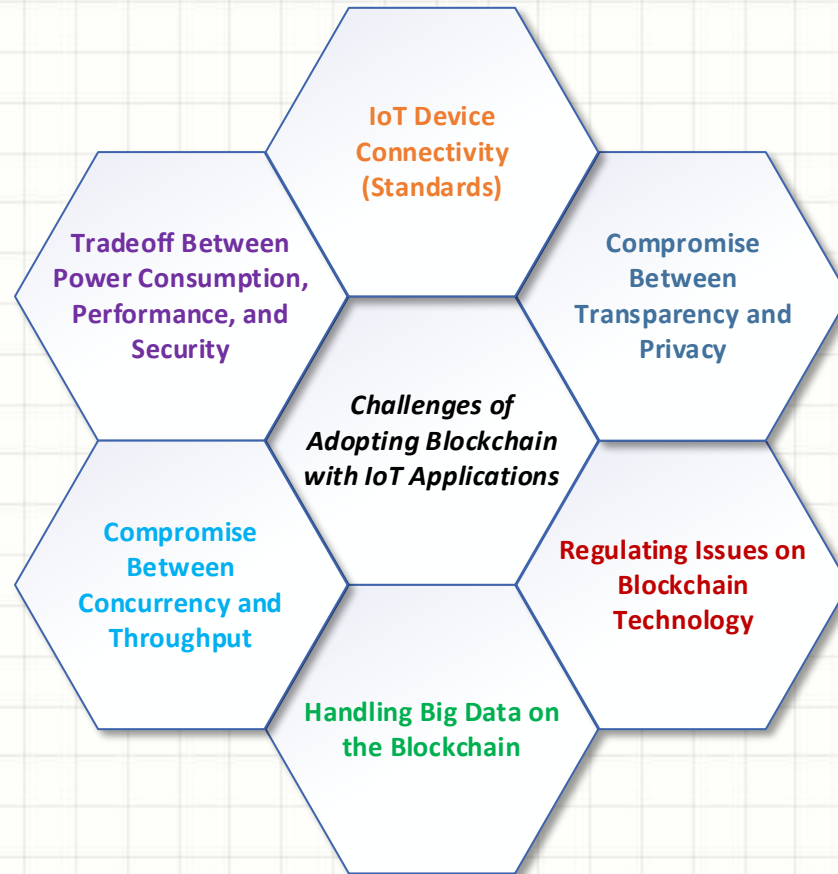 IoT Device
Connectivity
(Standards)
Tradeoff Between
Power Consumption,
Performance, and
Security
Compromise
Between
Transparency and
Privacy
Challenges of
Adopting Blockchain
with IoT Applications
Compromise
Between
Concurrency and
Throughput
Regulating Issues on
Blockchain
Technology
Handling Big Data on
the Blockchain